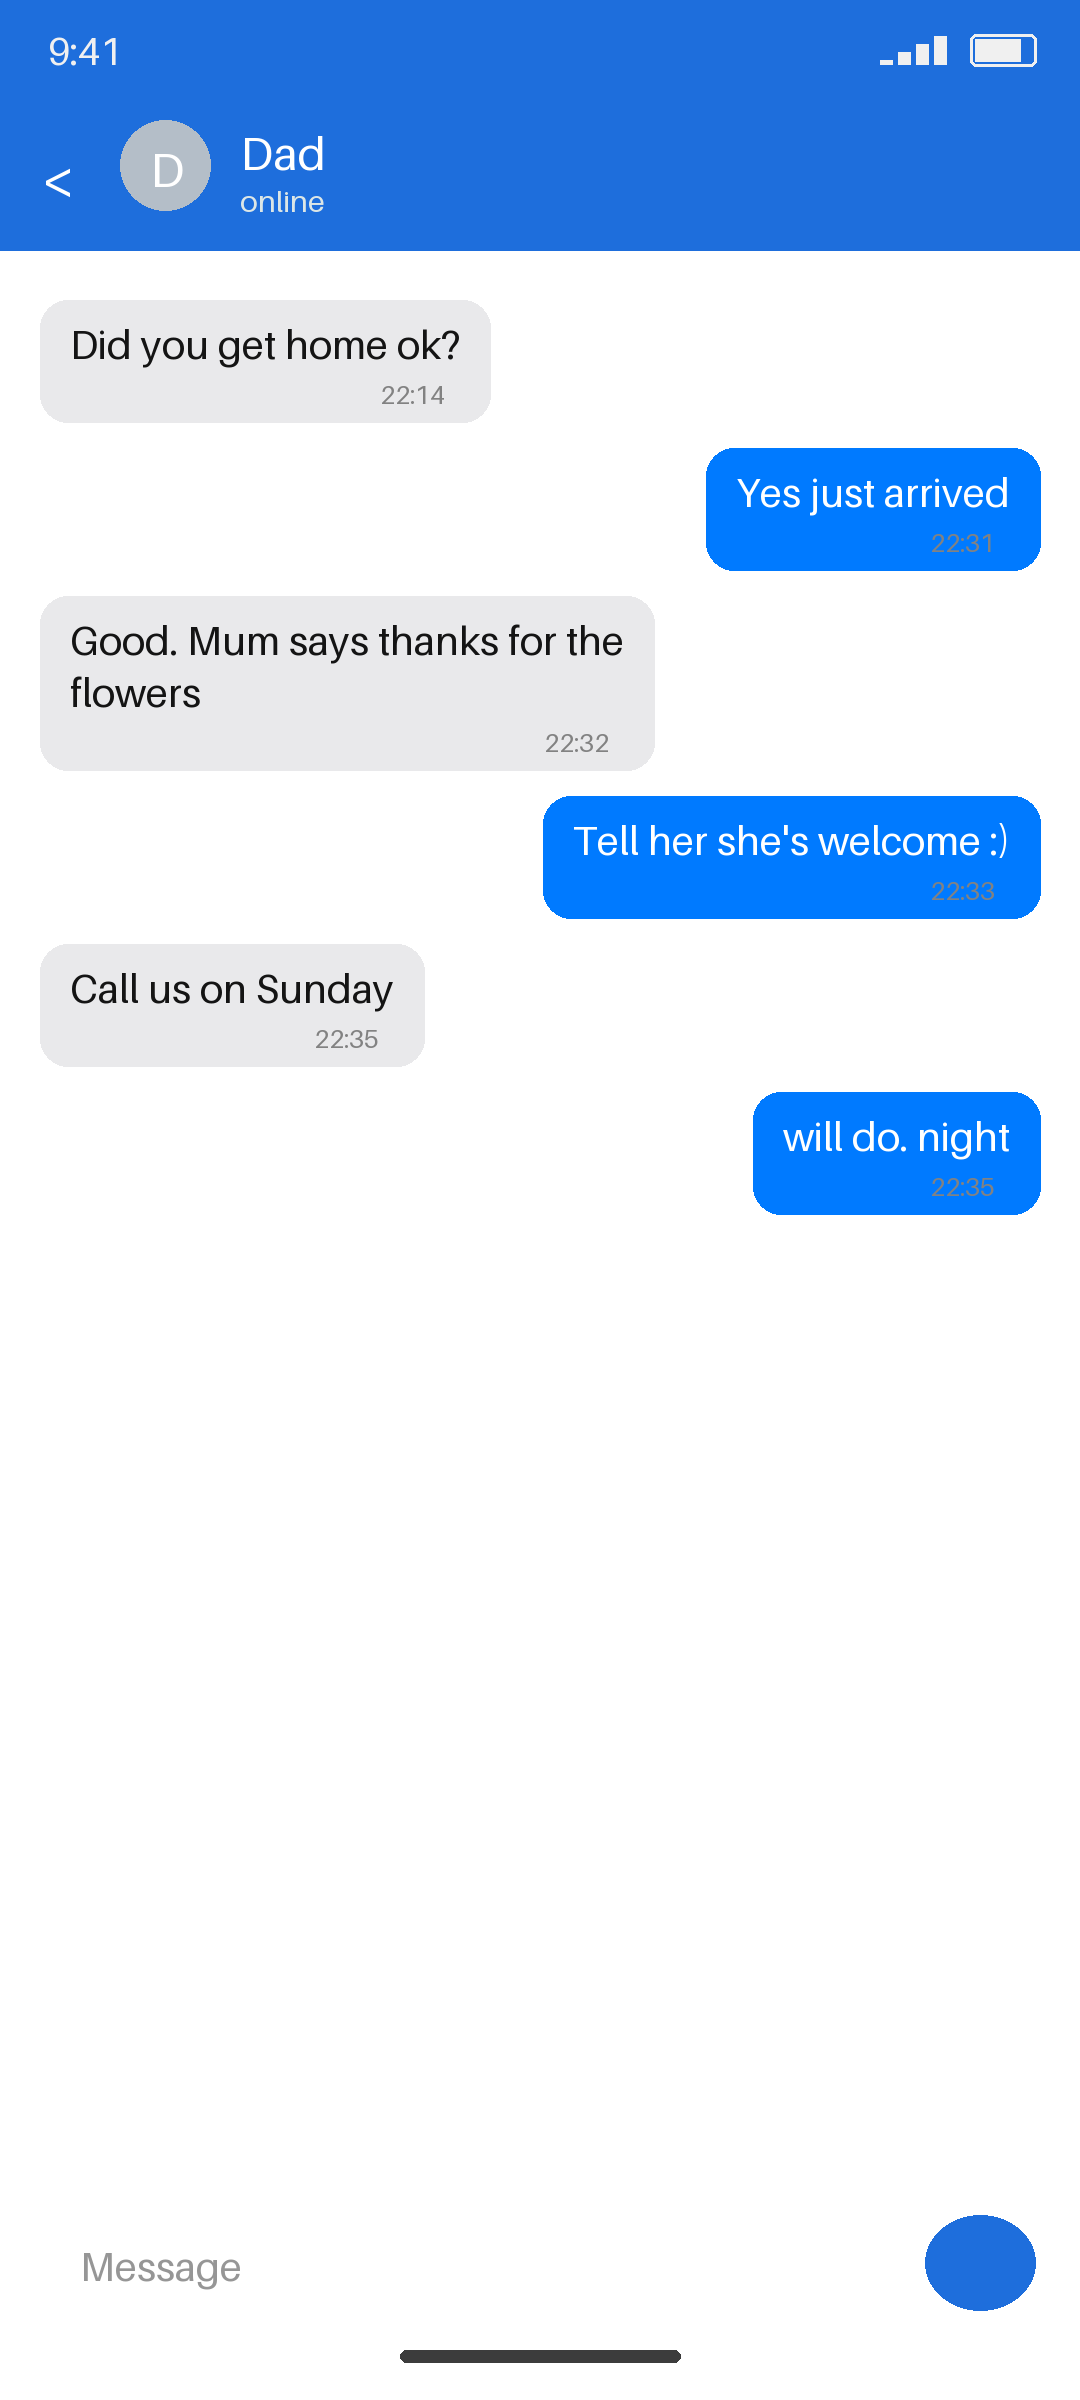 9:41
<
D
Dad
online
Did you get home ok?
22:14
Yes just arrived
22:31
Good. Mum says thanks for the
flowers
22:32
Tell her she's welcome :)
22:33
Call us on Sunday
22:35
will do. night
22:35
Message